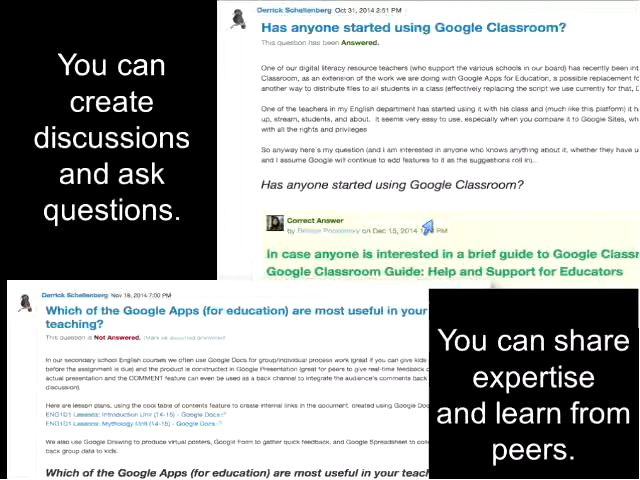 You can
create
discussions
and ask
questions.
Derrick Schellenberg Oct 31, 2014 2:51 PM
Has anyone started using Google Classroom?
This question has been Answered.
One of our digital literacy resource teachers (who support the various schools in our board) has recently been int
Classroom, as an extension of the work we are doing with Google Apps for Education, a possible replacement fo
another way to distribute files to all students in a class (effectively replacing the script we use currently for that, D
One of the teachers in my English department has started using it with his class and (much like this platform) it h
up, stream, students, and about. It seems very easy to use, especially when you compare it to Google Sites, wh
with all the rights and privileges
So anyway here's my question (and I am interested in anyone who knows anything about it, whether they have u
and I assume Google will continue to add features to it as the suggestions roll in)...
Has anyone started using Google Classroom?
Correct Answer
on Dec 15, 2014 PM
In case anyone is interested in a brief guide to Google Classr
Google Classroom Guide: Help and Support for Educators
Derrick Schellenberg Nov 18, 2014 7:00 PM
Which of the Google Apps (for education) are most useful in your
teaching?
This question is Not Answered. (Mark as assumed answered)
In our secondary school English courses we often use Google Docs for group/individual process work (great if you can give kids
before the assignment is due) and the product is constructed in Google Presentation (great for peers to give real-time feedback o
actual presentation and the COMMENT feature can even be used as a back channel to integrate the audience's comments back
discussion).
Here are lesson plans, using the cool table of contents feature to create internal links in the document, created using Google Doc
ENG1D1 Lessons: Introduction Unit (14-15) - Google Docs
ENG1D1 Lessons: Mythology Unit (14-15) - Google Docs
We also use Google Drawing to produce virtual posters, Google Form to gather quick feedback, and Google Spreadsheet to colle
back group data to kids.
Which of the Google Apps (for education) are most useful in your teach
You can share
expertise
and learn from
peers.